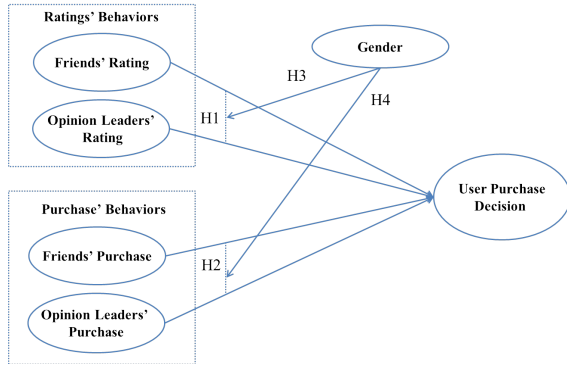 Ratings' Behaviors
Friends' Rating
Opinion Leaders'
Rating
H1
Gender
H3
H4
User Purchase
Decision
Purchase' Behaviors
Friends' Purchase
H2
Opinion Leaders'
Purchase